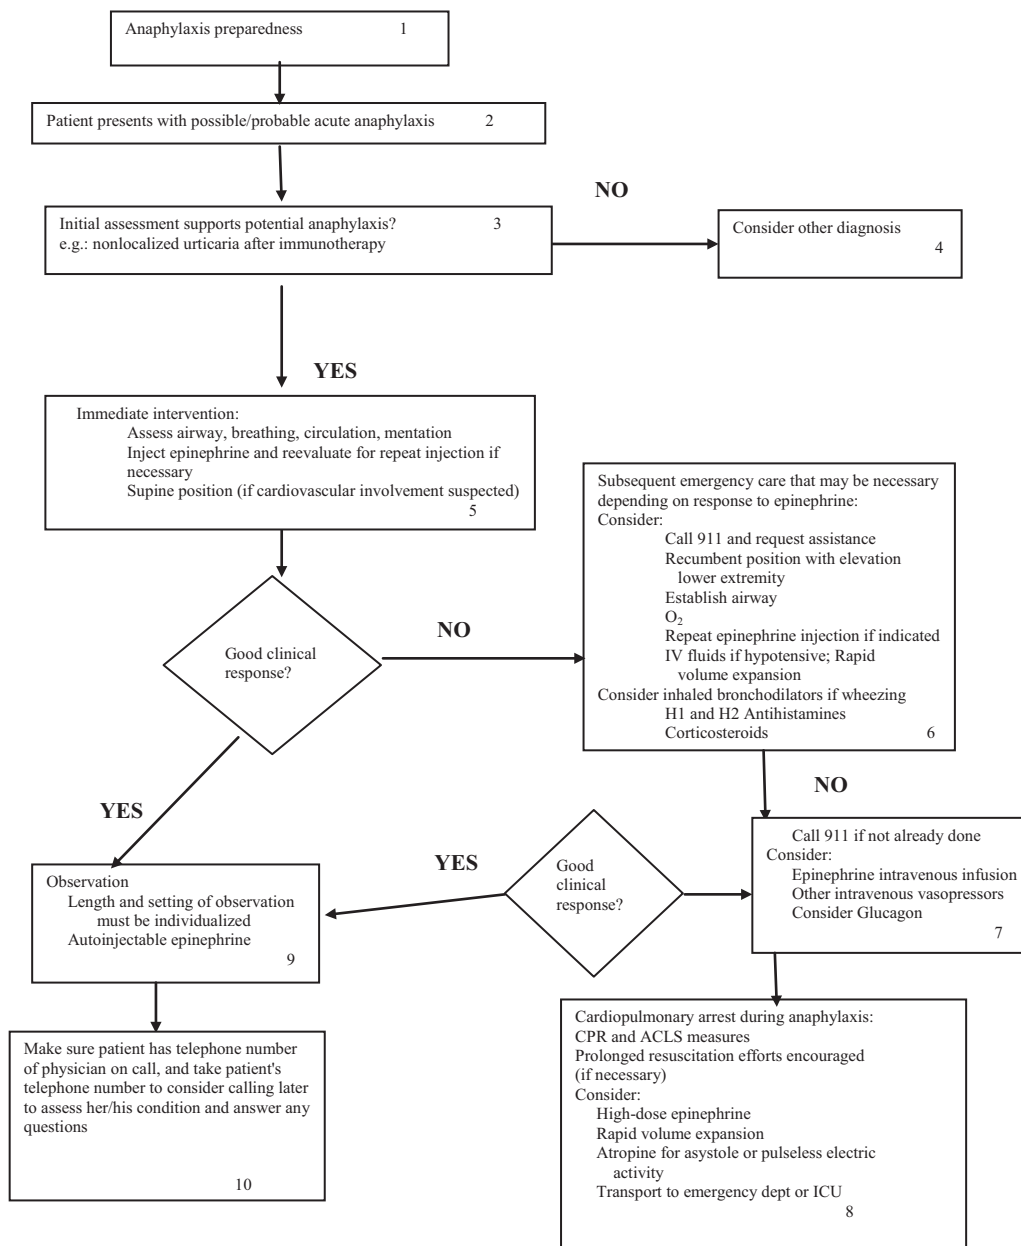 Anaphylaxis preparedness 1
Patient presents with possible/probable acute anaphylaxis 2
NO
Initial assessment supports potential anaphylaxis? 3
e.g.: nonlocalized urticaria after immunotherapy
Consider other diagnosis
4
YES
Immediate intervention:
Assess airway, breathing, circulation, mentation
Inject epinephrine and reevaluate for repeat injection if
necessary
Supine position (if cardiovascular involvement suspected)
5
Good clinical
response?
NO
Subsequent emergency care that may be necessary
depending on response to epinephrine:
Consider:
Call 911 and request assistance
Recumbent position with elevation
lower extremity
Establish airway
O₂
Repeat epinephrine injection if indicated
IV fluids if hypotensive; Rapid
volume expansion
Consider inhaled bronchodilators if wheezing
H1 and H2 Antihistamines
Corticosteroids 6
NO
YES
Call 911 if not already done
Consider:
Epinephrine intravenous infusion
Other intravenous vasopressors
Consider Glucagon
7
Good
clinical
response?
YES
Observation
Length and setting of observation
must be individualized
Autoinjectable epinephrine
9
Cardiopulmonary arrest during anaphylaxis:
CPR and ACLS measures
Prolonged resuscitation efforts encouraged
(if necessary)
Consider:
High-dose epinephrine
Rapid volume expansion
Atropine for asystole or pulseless electric
activity
Transport to emergency dept or ICU
8
Make sure patient has telephone number
of physician on call, and take patient's
telephone number to consider calling later
to assess her/his condition and answer any
questions
10